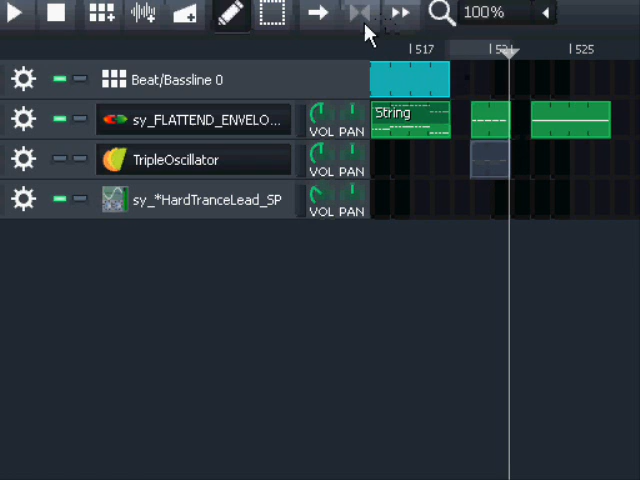 100%
517 521 525
Beat/Bassline 0
String
sy_FLATTEND_ENVELO...
VOL PAN
TripleOscillator
VOL PAN
sy_*HardTranceLead_SP
VOL PAN